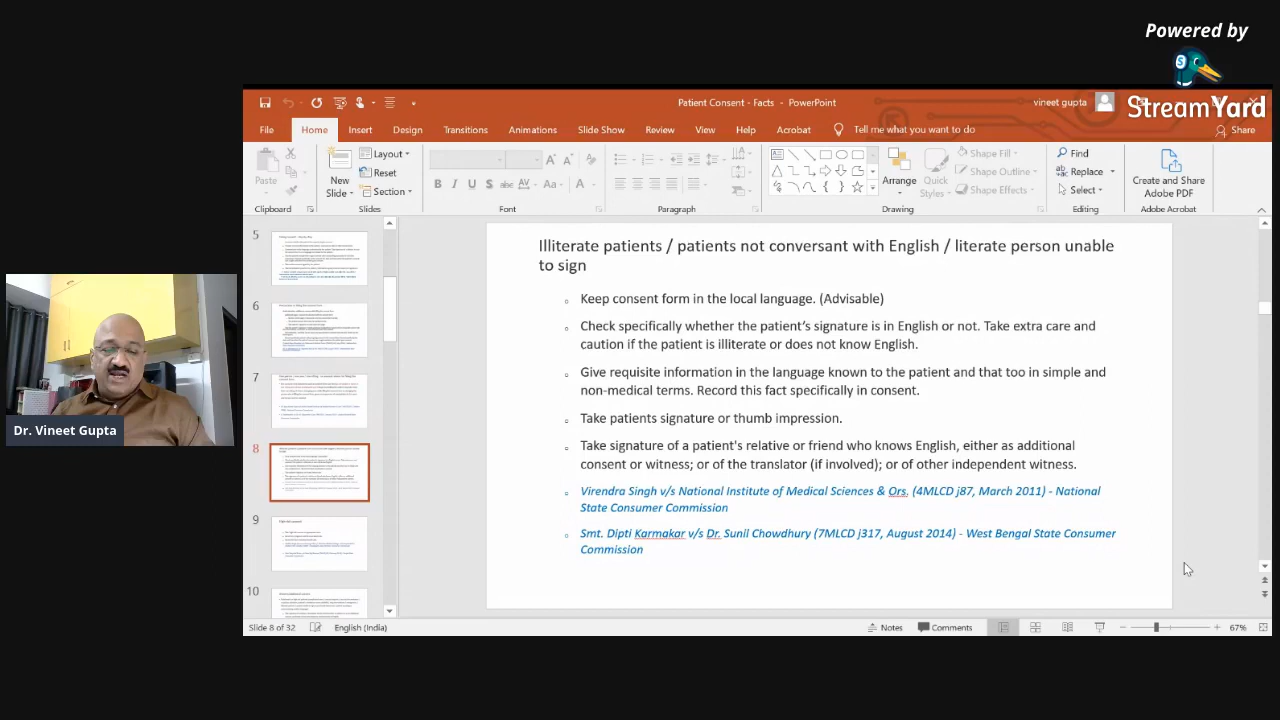 Powered by
StreamYard
Patient Consent - Facts - PowerPoint
vineet gupta
File Home Insert Design Transitions Animations Slide Show Review View Help Acrobat Tell me what you want to do Share
Paste
Clipboard
New Slide
Layout
Reset
Section
Slides
B I U S abc AV Aa A
Font
Paragraph
Arrange
Quick Styles
Shape Fill
Shape Outline
Shape Effects
Drawing
Find
Replace
Select
Editing
Create and Share Adobe PDF
Adobe Acrobat
5
6
7
8
9
10
Illiterate patients / patients not conversant with English / literate person unable
to sign
Keep consent form in the local language. (Advisable)
Check specifically whether the patient's signature is in English or not. Take extra care and
caution if the patient is illiterate or does not know English.
Give requisite information in the language known to the patient and that too in simple and
non-medical terms. Record this fact specifically in consent.
Take patients signature or thumb impression.
Take signature of a patient's relative or friend who knows English, either as additional
consent or witness; or of the translator (if involved); or of other independent witness.
Virendra Singh v/s National Institute of Medical Sciences & Ors. (4MLCD j87, March 2011) - National
State Consumer Commission
Smt. Dipti Karmakar v/s Dr. Sunil Chowdhury (7MLCD j317, August 2014) - West Bengal State Consumer
Commission
Dr. Vineet Gupta
Slide 8 of 32 English (India) Notes Comments 67%